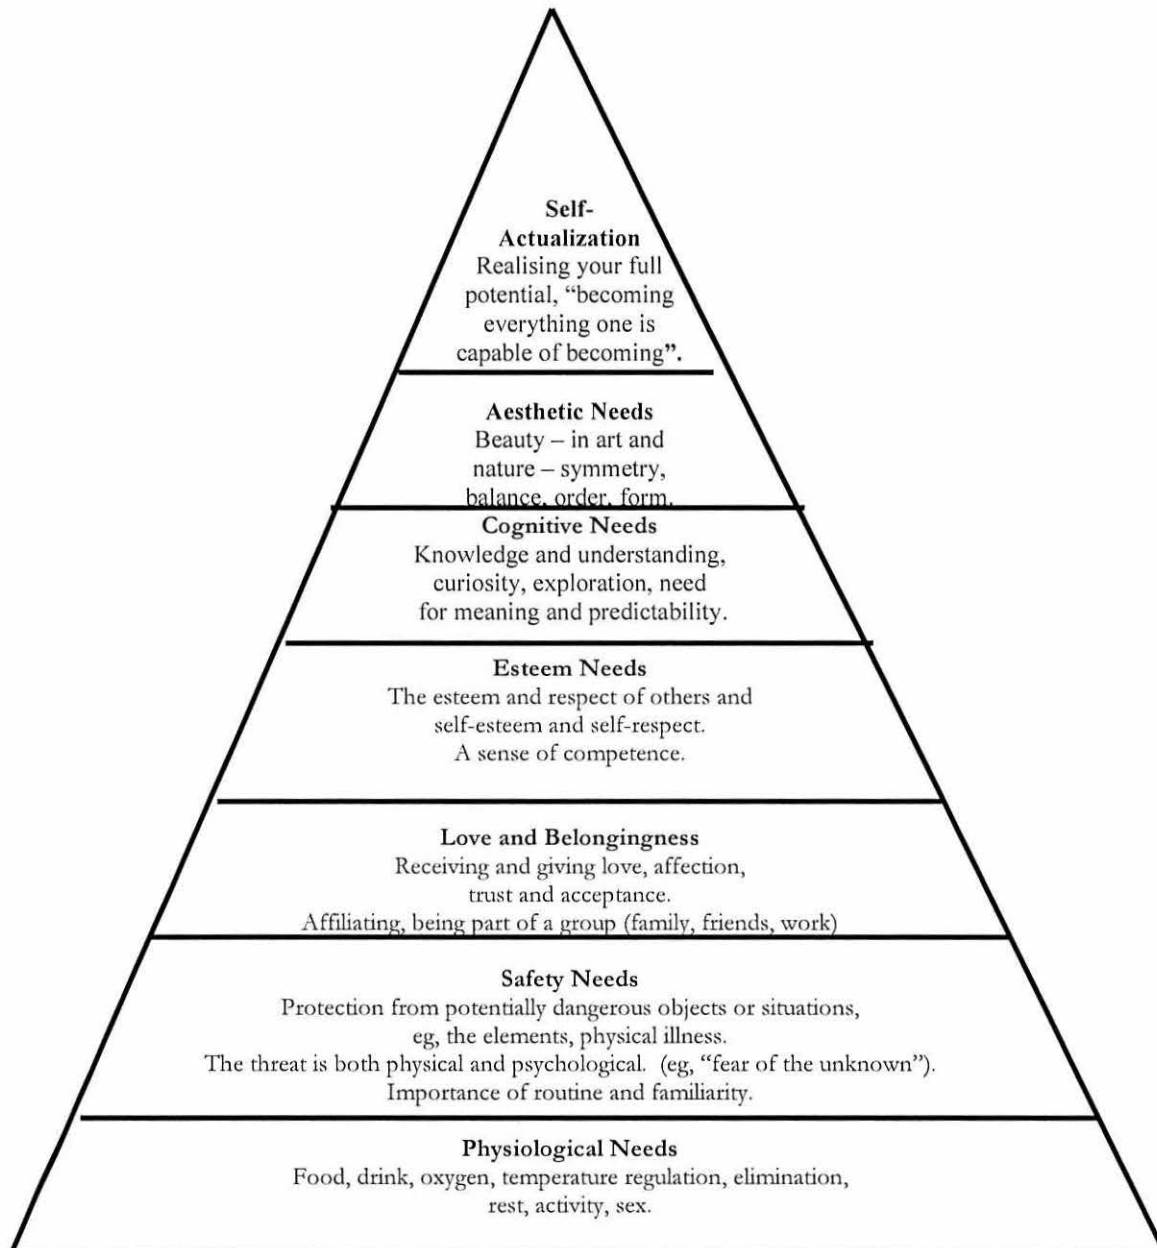 Self-
Actualization
Realising your full
potential, “becoming
everything one is
capable of becoming”.
Aesthetic Needs
Beauty – in art and
nature – symmetry,
balance, order, form.
Cognitive Needs
Knowledge and understanding,
curiosity, exploration, need
for meaning and predictability.
Esteem Needs
The esteem and respect of others and
self-esteem and self-respect.
A sense of competence.
Love and Belongingness
Receiving and giving love, affection,
trust and acceptance.
Affiliating, being part of a group (family, friends, work)
Safety Needs
Protection from potentially dangerous objects or situations,
eg, the elements, physical illness.
The threat is both physical and psychological. (eg, “fear of the unknown”).
Importance of routine and familiarity.
Physiological Needs
Food, drink, oxygen, temperature regulation, elimination,
rest, activity, sex.